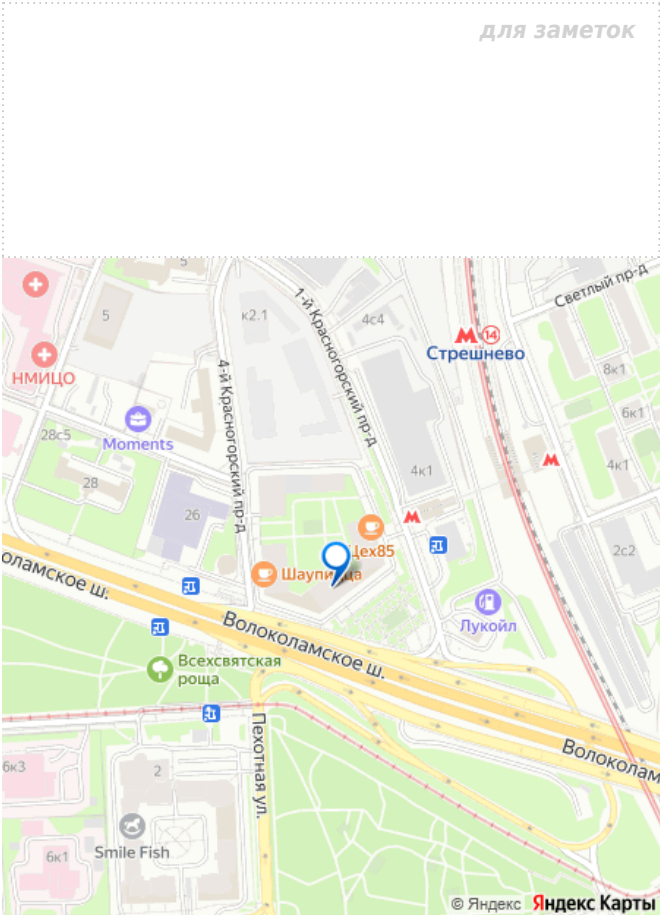 для заметок
Светлый пр-д
5
5
к2.1
1-й Красногорский пр-д
4с4
14
Стрешнево
8к1
НМИЦО
4-й Красногорский пр-д
6к1
28с5
Moments
4к1
4к1
28
26
2с2
Цех85
Шаупицца
оламское ш.
Волоколамское ш.
Лукойл
Всехсвятская
роща
Пехотная ул.
Волоколам
6к3
2
Smile Fish
6к1
© Яндекс Яндекс Карты